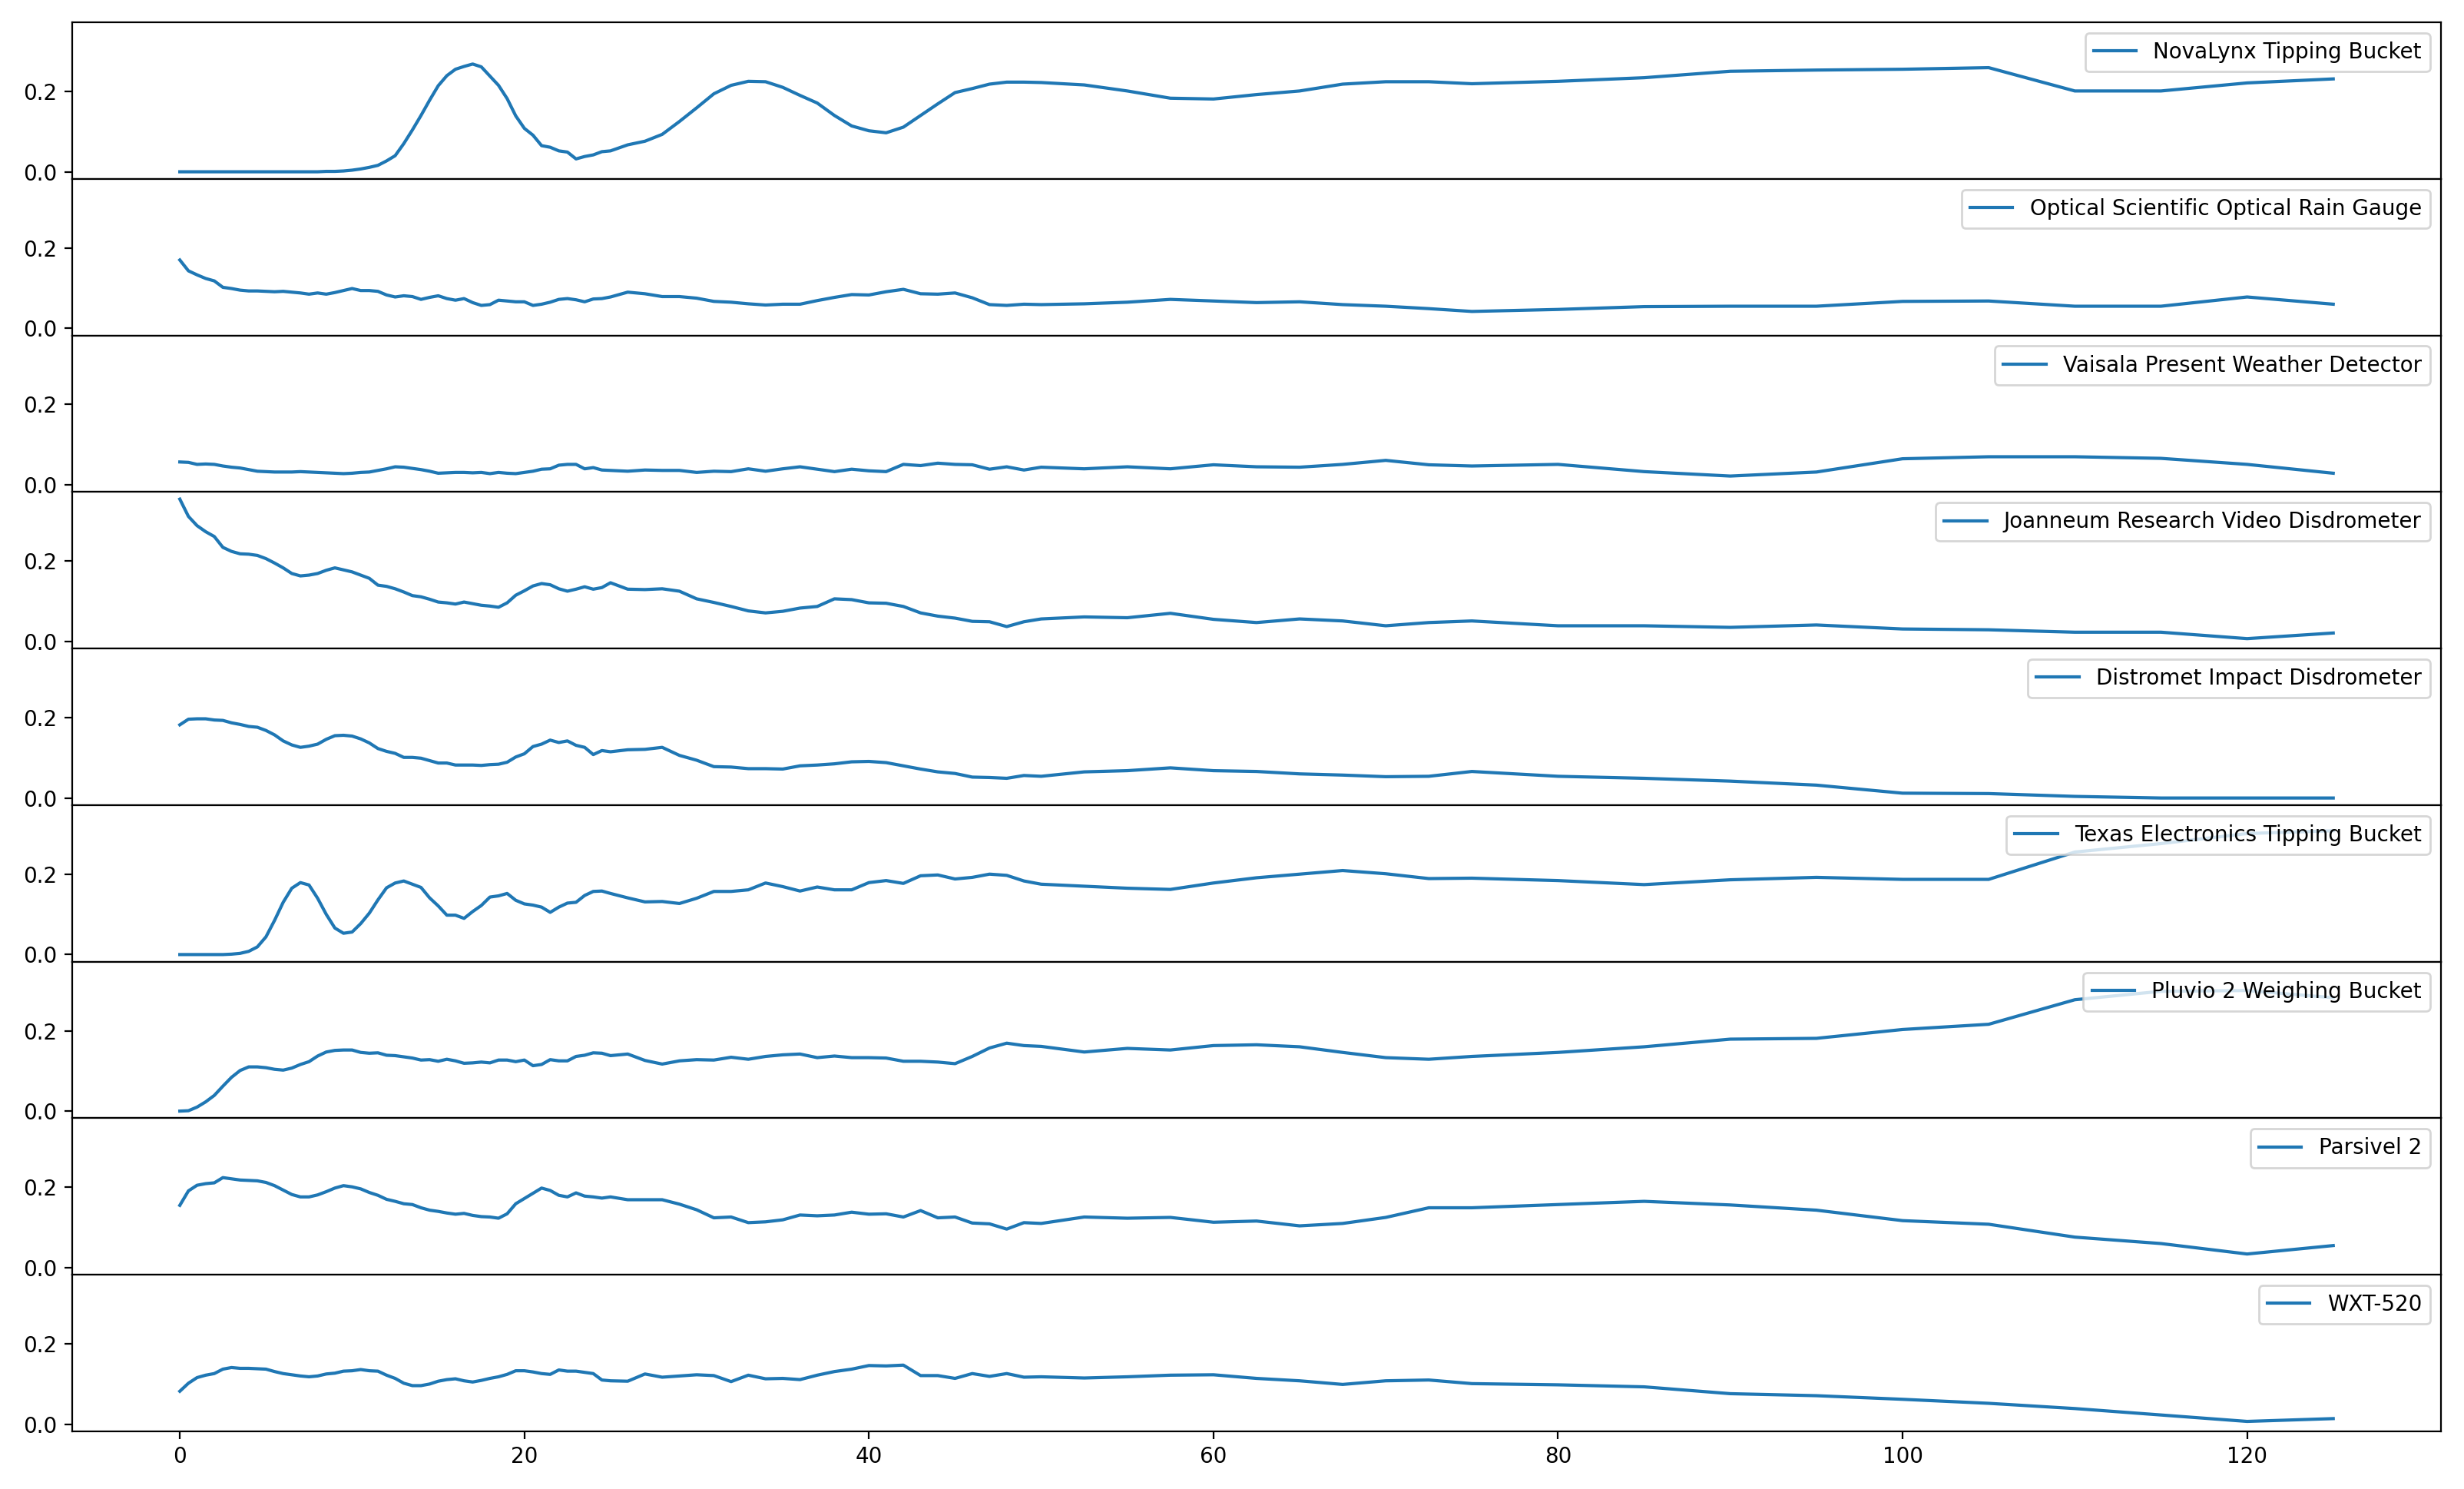 NovaLynx Tipping Bucket
0.2
0.0
Optical Scientific Optical Rain Gauge
0.2
0.0
Vaisala Present Weather Detector
0.2
0.0
Joanneum Research Video Disdrometer
0.2
0.0
Distromet Impact Disdrometer
0.2
0.0
Texas Electronics Tipping Bucket
0.2
0.0
Pluvio 2 Weighing Bucket
0.2
0.0
Parsivel 2
0.2
0.0
WXT-520
0.2
0.0
0 20 40 60 80 100 120